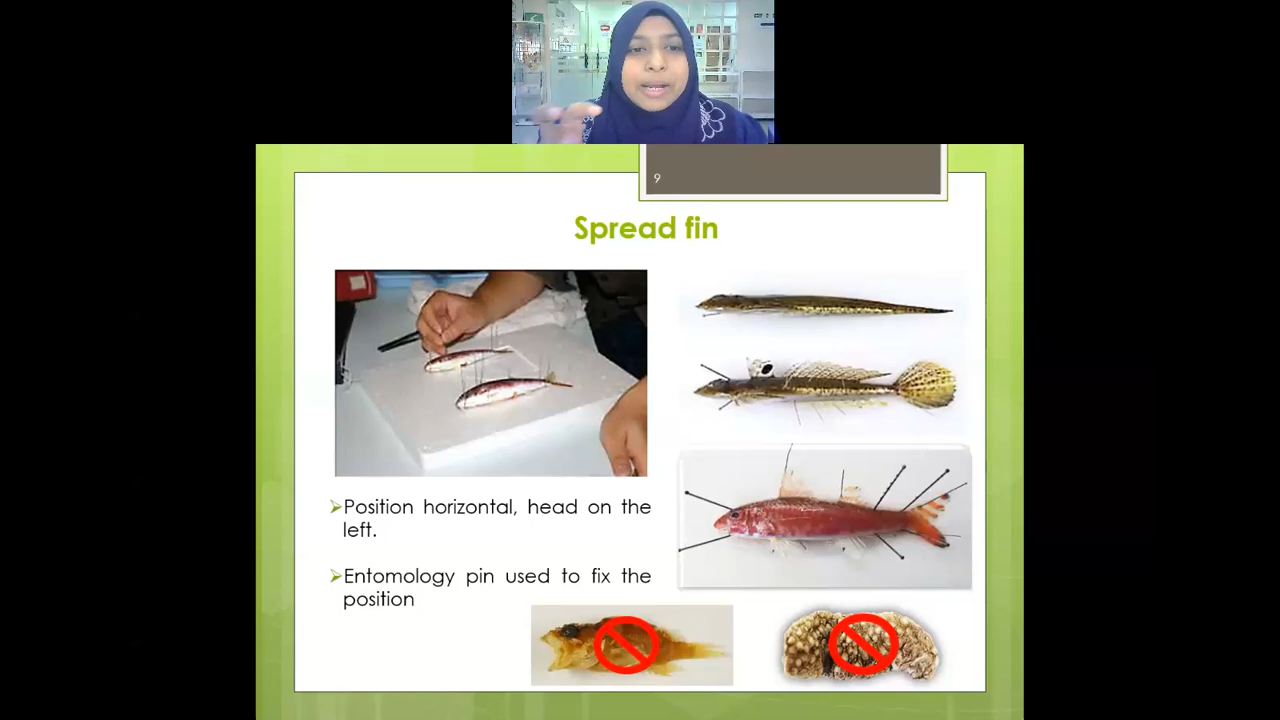 9
Spread fin
➢Position horizontal, head on the
left.
➢Entomology pin used to fix the
position